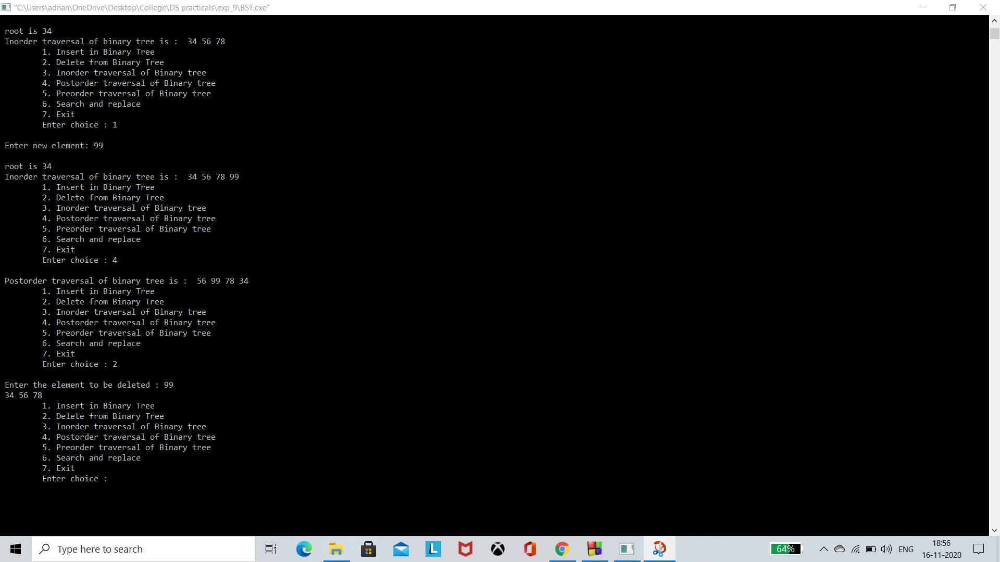 "C:\Users\adnan\OneDrive\Desktop\College\DS practicals\exp_9\BST.exe"
root is 34
Inorder traversal of binary tree is :  34 56 78
1. Insert in Binary Tree
2. Delete from Binary Tree
3. Inorder traversal of Binary tree
4. Postorder traversal of Binary tree
5. Preorder traversal of Binary tree
6. Search and replace
7. Exit
Enter choice : 1
Enter new element: 99
root is 34
Inorder traversal of binary tree is :  34 56 78 99
1. Insert in Binary Tree
2. Delete from Binary Tree
3. Inorder traversal of Binary tree
4. Postorder traversal of Binary tree
5. Preorder traversal of Binary tree
6. Search and replace
7. Exit
Enter choice : 4
Postorder traversal of binary tree is :  56 99 78 34
1. Insert in Binary Tree
2. Delete from Binary Tree
3. Inorder traversal of Binary tree
4. Postorder traversal of Binary tree
5. Preorder traversal of Binary tree
6. Search and replace
7. Exit
Enter choice : 2
Enter the element to be deleted : 99
34 56 78
1. Insert in Binary Tree
2. Delete from Binary Tree
3. Inorder traversal of Binary tree
4. Postorder traversal of Binary tree
5. Preorder traversal of Binary tree
6. Search and replace
7. Exit
Enter choice :
Type here to search
L
64%
ENG
18:56
16-11-2020